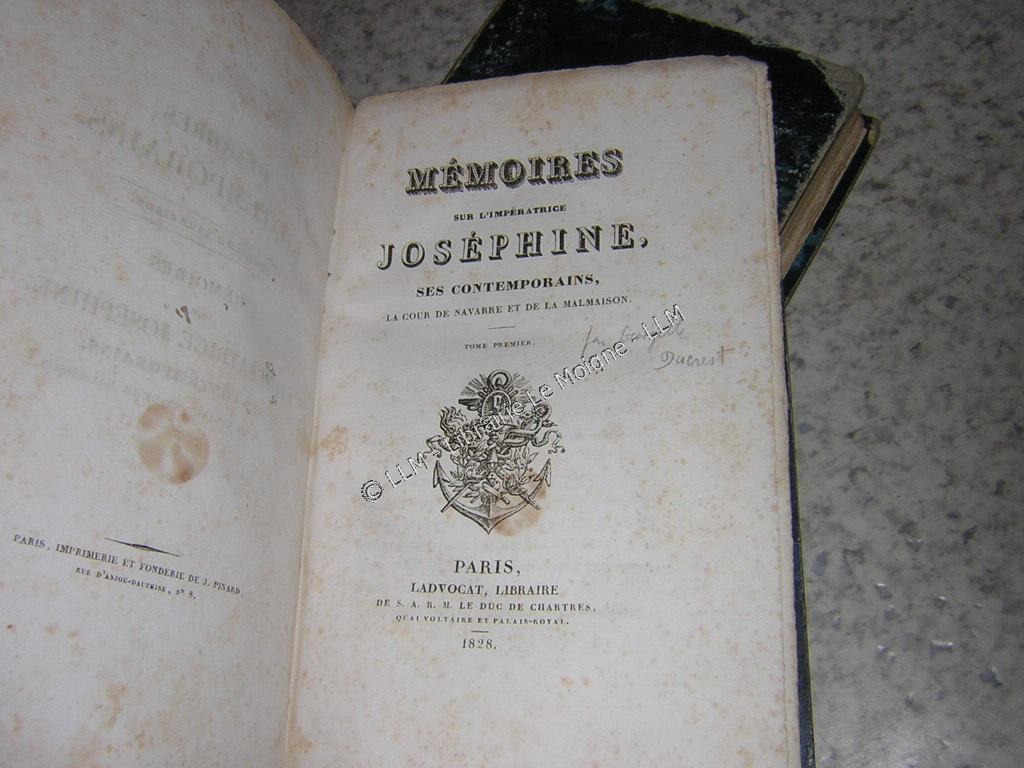 PARIS, IMPRIMERIE ET FONDERIE DE J. PINARD,
RUE D'ANJOU-DAUPHINE, Nº 8.
MÉMOIRES
SUR L'IMPÉRATRICE
JOSÉPHINE,
SES CONTEMPORAINS,
LA COUR DE NAVARRE ET DE LA MALMAISON.
TOME PREMIER.
par
Ducrest
© LLM - Librairie Le Moigne - LLM
PARIS,
LADVOCAT, LIBRAIRE
DE S. A. R. M. LE DUC DE CHARTRES,
QUAI VOLTAIRE ET PALAIS-ROYAL.
1828.